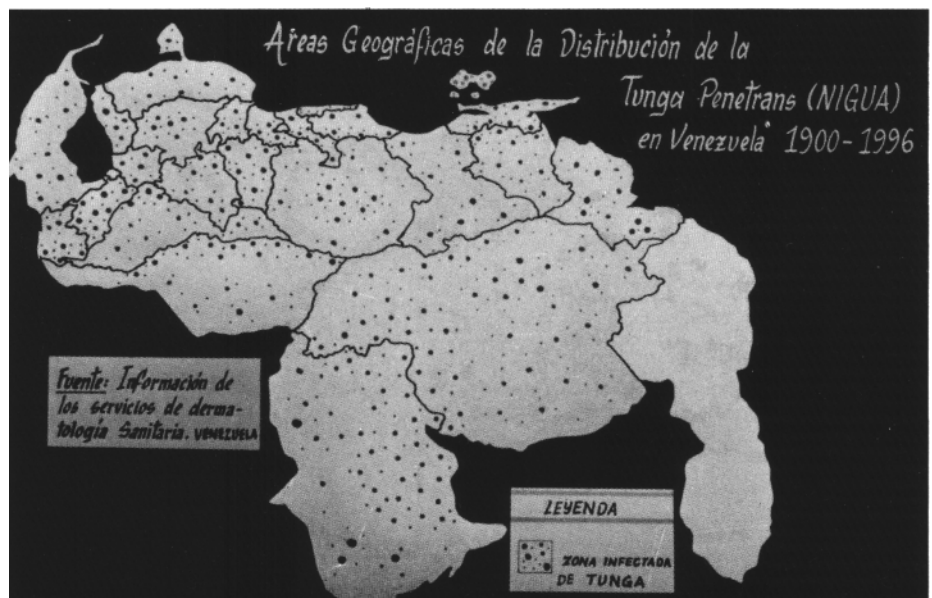 Areas Geográficas de la Distribución de la
Tunga Penetrans (NIGUA)
en Venezuela 1900-1996
Fuente: Información de
los servicios de derma-
tología Sanitaria. VENEZUELA
LEYENDA
ZONA INFECTADA
DE TUNGA